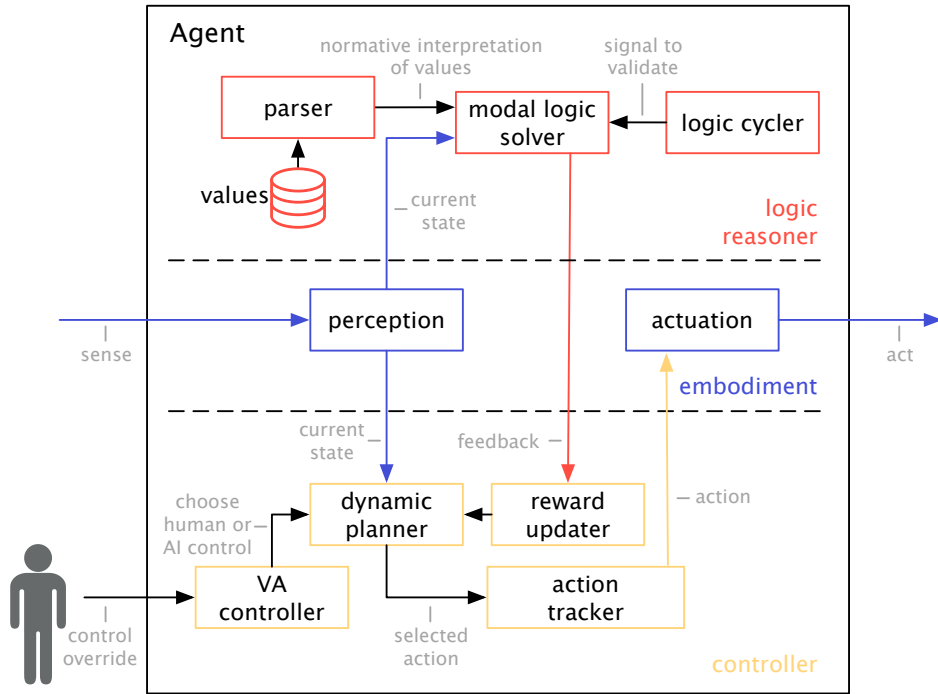 Agent
normative interpretation
of values
signal to
validate
parser
modal logic
solver
logic cycler
values
current
state
logic
reasoner
perception
actuation
sense
act
embodiment
current
state
feedback
choose
human or
AI control
dynamic
planner
reward
updater
action
VA
controller
action
tracker
control
override
selected
action
controller